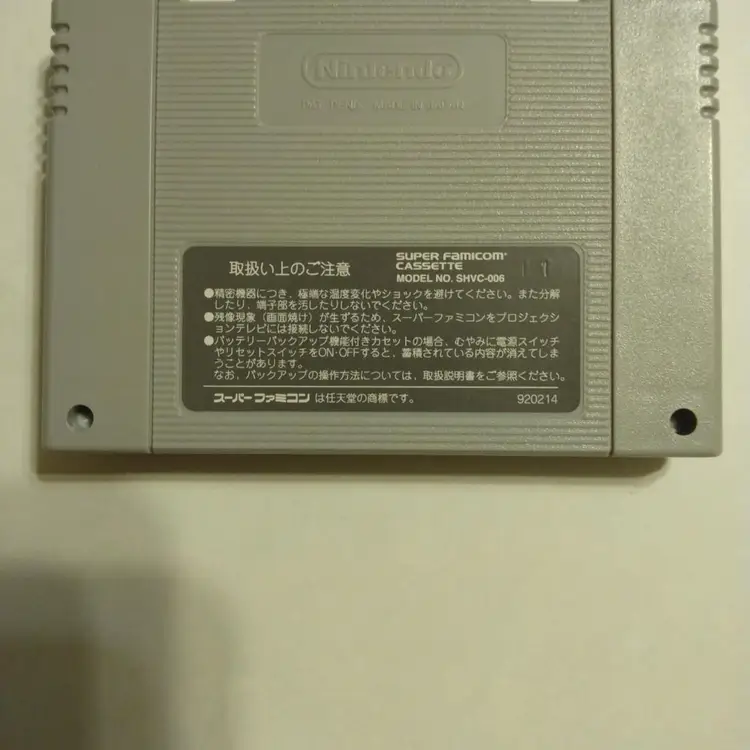 Nintendo
PAT. PEND. MADE IN JAPAN
取扱い上のご注意
SUPER FAMICOM
CASSETTE
MODEL NO. SHVC-006
11
●精密機器につき、極端な温度変化やショックを避けてください。また分解
したり、端子部を汚したりしないでください。
●残像現象（画面焼け）が生ずるため、スーパーファミコンをプロジェクシ
ョンテレビには接続しないでください。
●バッテリーバックアップ機能付きカセットの場合、むやみに電源スイッチ
やリセットスイッチをON・OFFすると、蓄積されている内容が消えてしま
うことがあります。
なお、バックアップの操作方法については、取扱説明書をご参照ください。
スーパーファミコンは任天堂の商標です。
920214